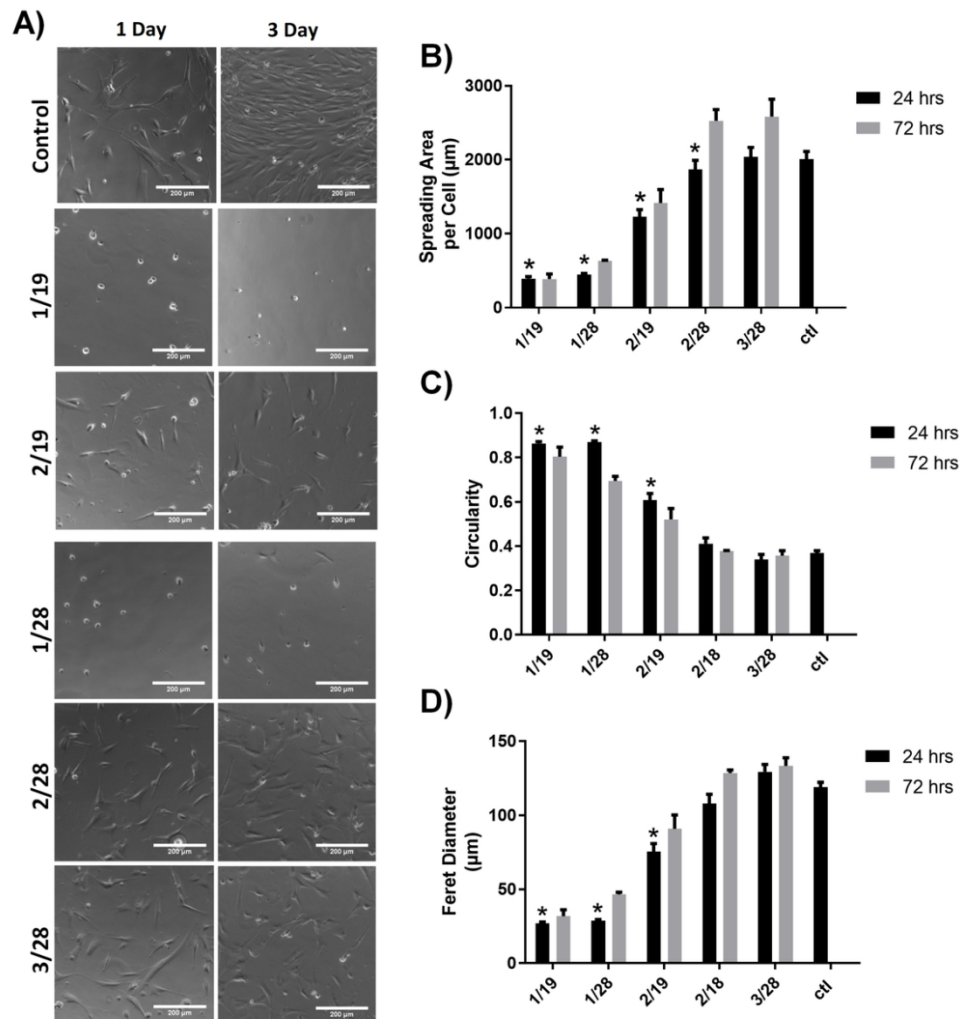 A)
1 Day
3 Day
Control
200 µm
200 µm
1/19
200 µm
200 µm
2/19
200 µm
200 µm
1/28
200 µm
200 µm
2/28
200 µm
200 µm
3/28
200 µm
200 µm
B)
Spreading Area
per Cell (µm)
3000
2000
1000
0
*
*
*
*
1/19
1/28
2/19
2/28
3/28
ctl
24 hrs
72 hrs
C)
Circularity
1.0
0.8
0.6
0.4
0.2
0.0
*
*
*
1/19
1/28
2/19
2/18
3/28
ctl
24 hrs
72 hrs
D)
Feret Diameter
(µm)
150
100
50
0
*
*
*
1/19
1/28
2/19
2/18
3/28
ctl
24 hrs
72 hrs